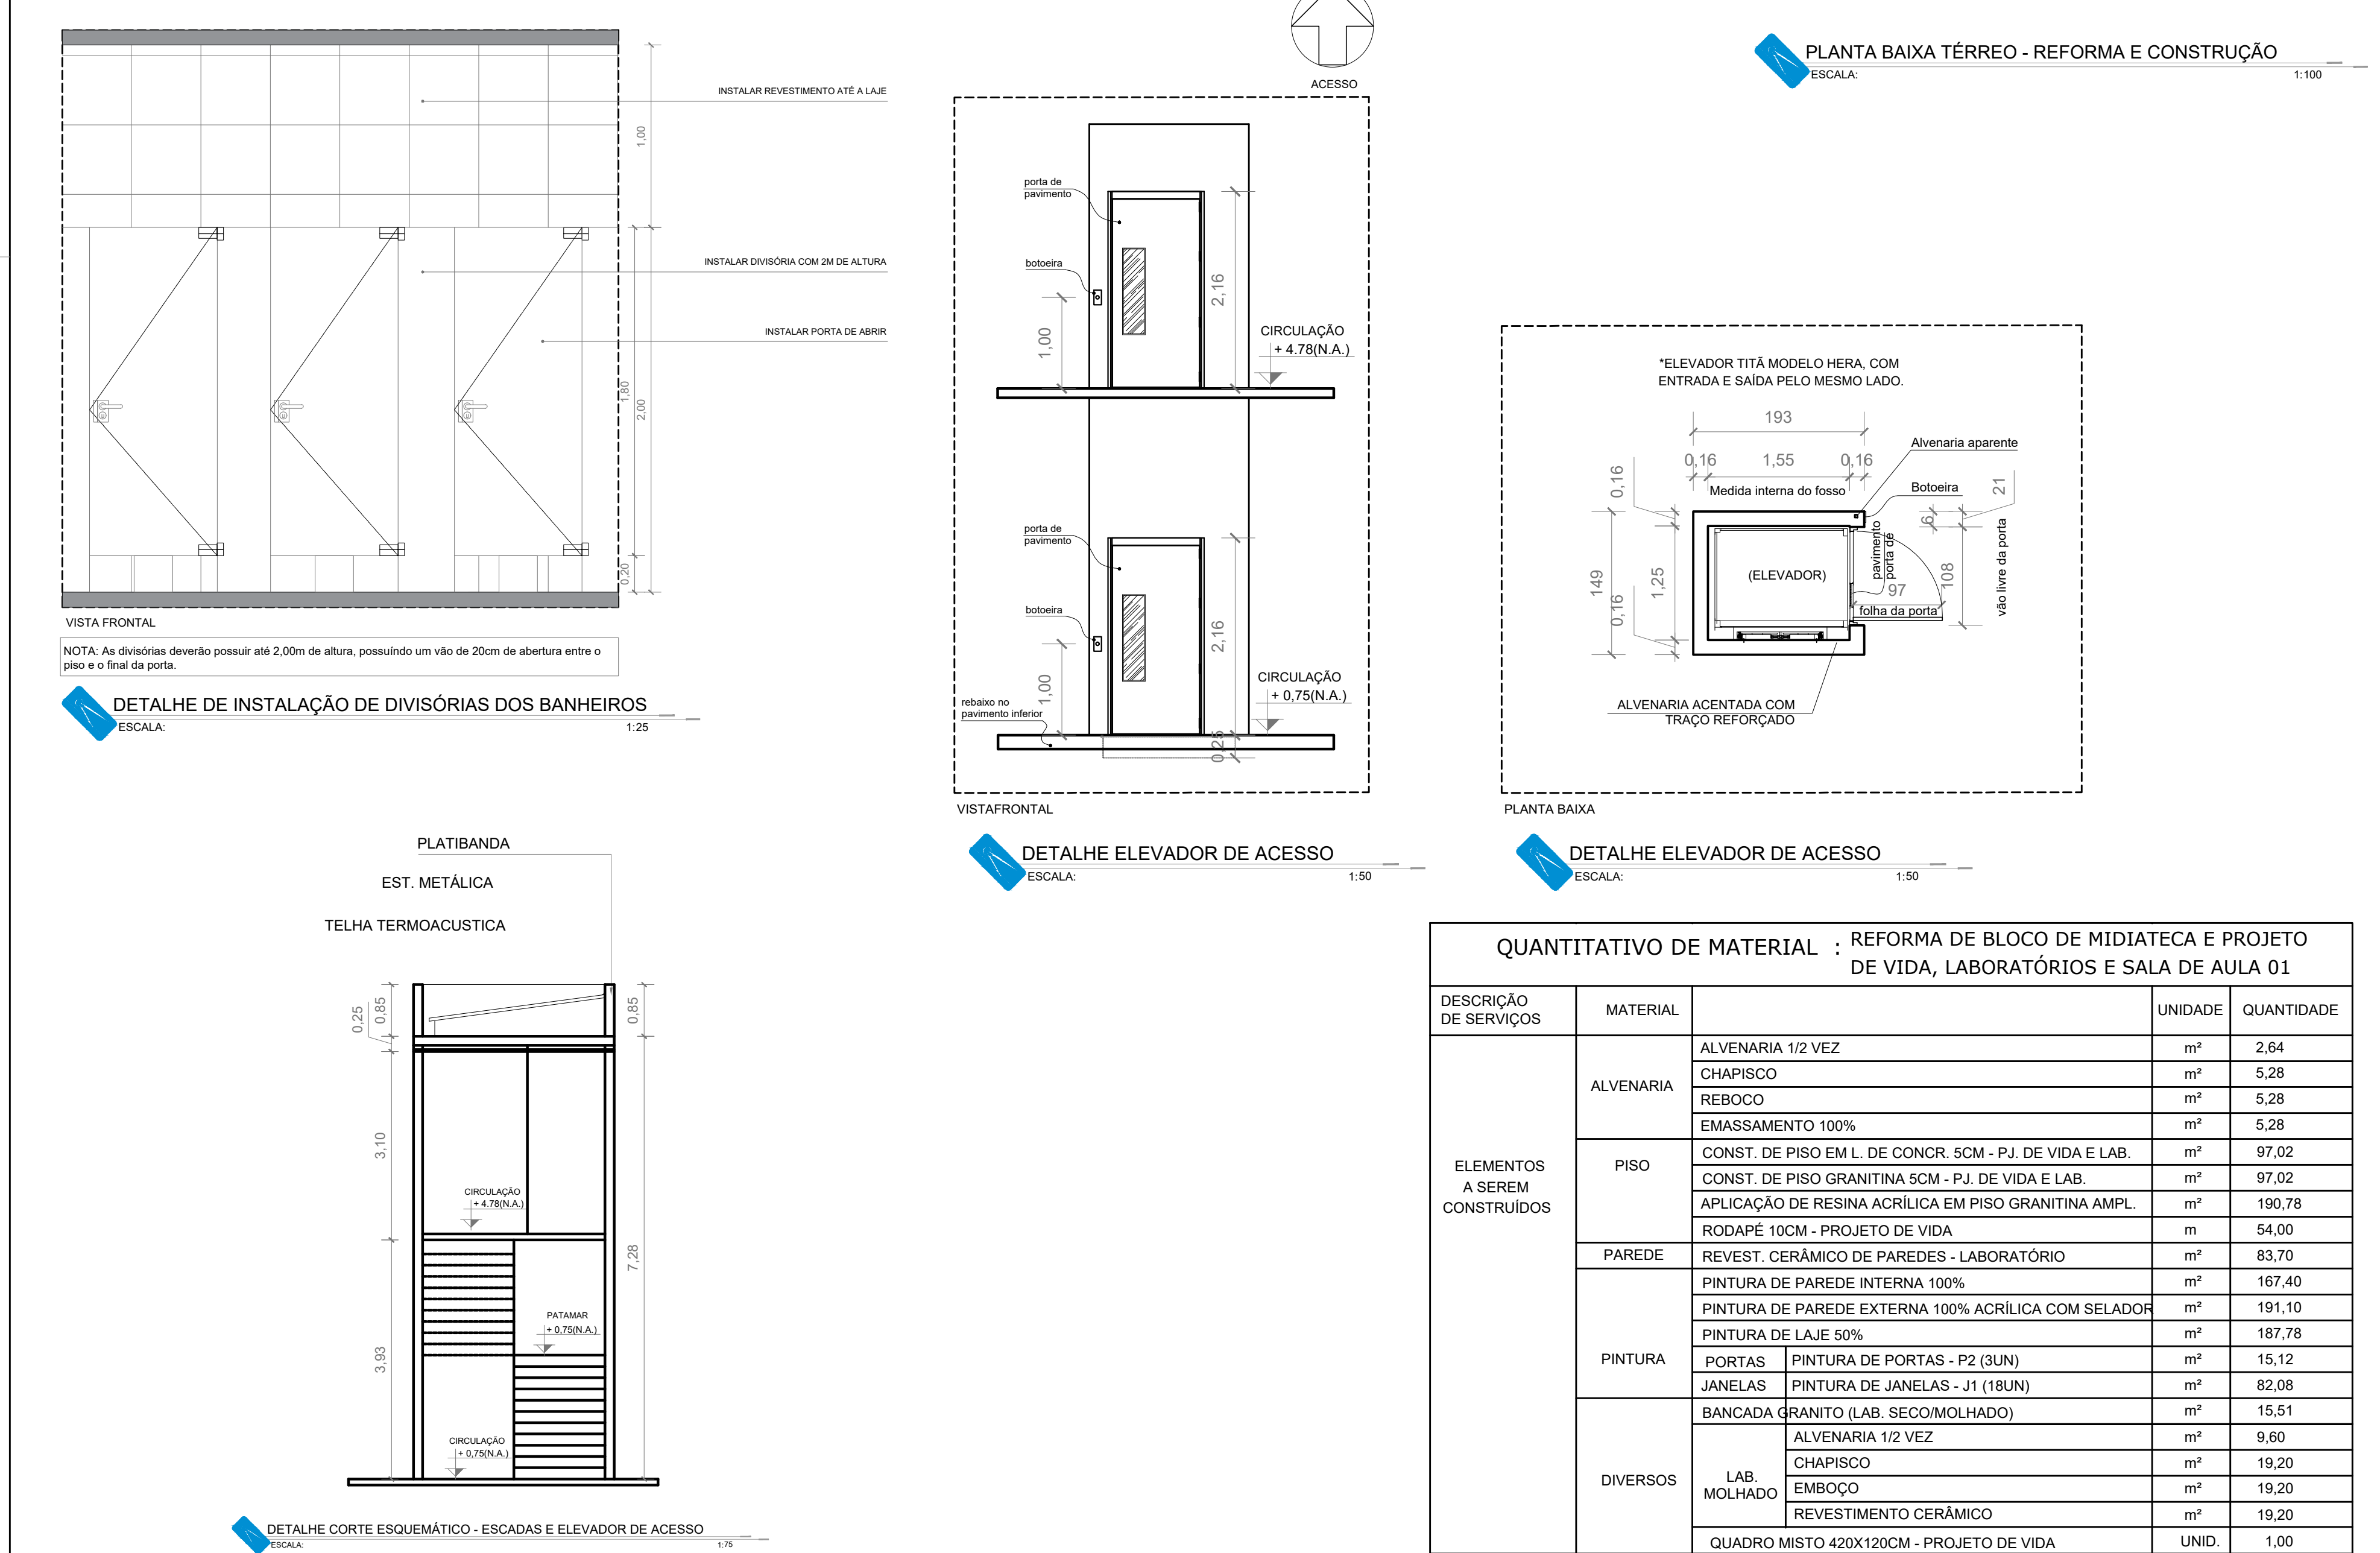 INSTALAR REVESTIMENTO ATÉ A LAJE
1,00
INSTALAR DIVISÓRIA COM 2M DE ALTURA
INSTALAR PORTA DE ABRIR
1,80
2,00
0,20
VISTA FRONTAL
NOTA: As divisórias deverão possuir até 2,00m de altura, possuíndo um vão de 20cm de abertura entre o
piso e o final da porta.
DETALHE DE INSTALAÇÃO DE DIVISÓRIAS DOS BANHEIROS
ESCALA: 1:25
ACESSO
porta de
pavimento
botoeira
2,16
1,00
CIRCULAÇÃO
+ 4.78(N.A.)
porta de
pavimento
botoeira
2,16
1,00
CIRCULAÇÃO
+ 0,75(N.A.)
rebaixo no
pavimento inferior
0,25
VISTAFRONTAL
DETALHE ELEVADOR DE ACESSO
ESCALA: 1:50
PLANTA BAIXA TÉRREO - REFORMA E CONSTRUÇÃO
ESCALA: 1:100
*ELEVADOR TITÃ MODELO HERA, COM
ENTRADA E SAÍDA PELO MESMO LADO.
193
Alvenaria aparente
0,16 1,55 0,16
0,16
Medida interna do fosso
Botoeira
21
6
149
1,25
0,16
(ELEVADOR)
porta de
pavimento
97
folha da porta
108
vão livre da porta
ALVENARIA ACENTADA COM
TRAÇO REFORÇADO
PLANTA BAIXA
DETALHE ELEVADOR DE ACESSO
ESCALA: 1:50
PLATIBANDA
EST. METÁLICA
TELHA TERMOACUSTICA
0,25
0,85
0,85
3,10
CIRCULAÇÃO
+ 4.78(N.A.)
7,28
PATAMAR
+ 0,75(N.A.)
3,93
CIRCULAÇÃO
+ 0,75(N.A.)
DETALHE CORTE ESQUEMÁTICO - ESCADAS E ELEVADOR DE ACESSO
ESCALA: 1:75
QUANTITATIVO DE MATERIAL : REFORMA DE BLOCO DE MIDIATECA E PROJETO
DE VIDA, LABORATÓRIOS E SALA DE AULA 01
DESCRIÇÃO
DE SERVIÇOS
MATERIAL
UNIDADE QUANTIDADE
ELEMENTOS
A SEREM
CONSTRUÍDOS
ALVENARIA
ALVENARIA 1/2 VEZ m² 2,64
CHAPISCO m² 5,28
REBOCO m² 5,28
EMASSAMENTO 100% m² 5,28
PISO
CONST. DE PISO EM L. DE CONCR. 5CM - PJ. DE VIDA E LAB. m² 97,02
CONST. DE PISO GRANITINA 5CM - PJ. DE VIDA E LAB. m² 97,02
APLICAÇÃO DE RESINA ACRÍLICA EM PISO GRANITINA AMPL. m² 190,78
RODAPÉ 10CM - PROJETO DE VIDA m 54,00
PAREDE
REVEST. CERÂMICO DE PAREDES - LABORATÓRIO m² 83,70
PINTURA
PINTURA DE PAREDE INTERNA 100% m² 167,40
PINTURA DE PAREDE EXTERNA 100% ACRÍLICA COM SELADOR m² 191,10
PINTURA DE LAJE 50% m² 187,78
PORTAS PINTURA DE PORTAS - P2 (3UN) m² 15,12
JANELAS PINTURA DE JANELAS - J1 (18UN) m² 82,08
DIVERSOS
BANCADA GRANITO (LAB. SECO/MOLHADO) m² 15,51
LAB.
MOLHADO
ALVENARIA 1/2 VEZ m² 9,60
CHAPISCO m² 19,20
EMBOÇO m² 19,20
REVESTIMENTO CERÂMICO m² 19,20
QUADRO MISTO 420X120CM - PROJETO DE VIDA UNID. 1,00